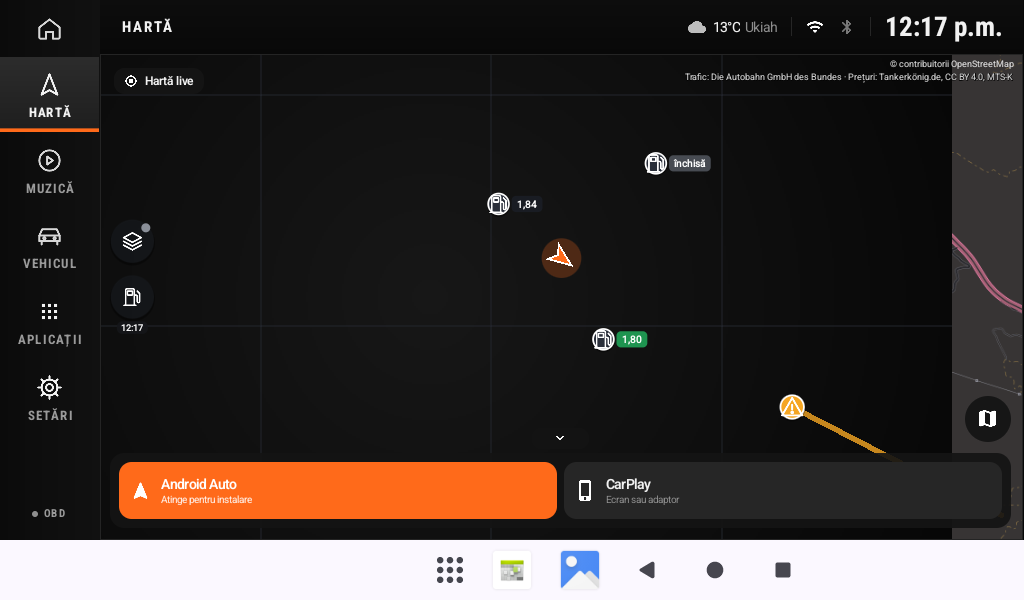 HARTĂ
13°C Ukiah
12:17 p.m.
© contribuitorii OpenStreetMap
Trafic: Die Autobahn GmbH des Bundes · Prețuri: Tankerkönig.de, CC BY 4.0, MTS-K
Hartă live
HARTĂ
MUZICĂ
VEHICUL
APLICAȚII
SETĂRI
OBD
închisă
1,84
12:17
1,80
Android Auto
Atinge pentru instalare
CarPlay
Ecran sau adaptor